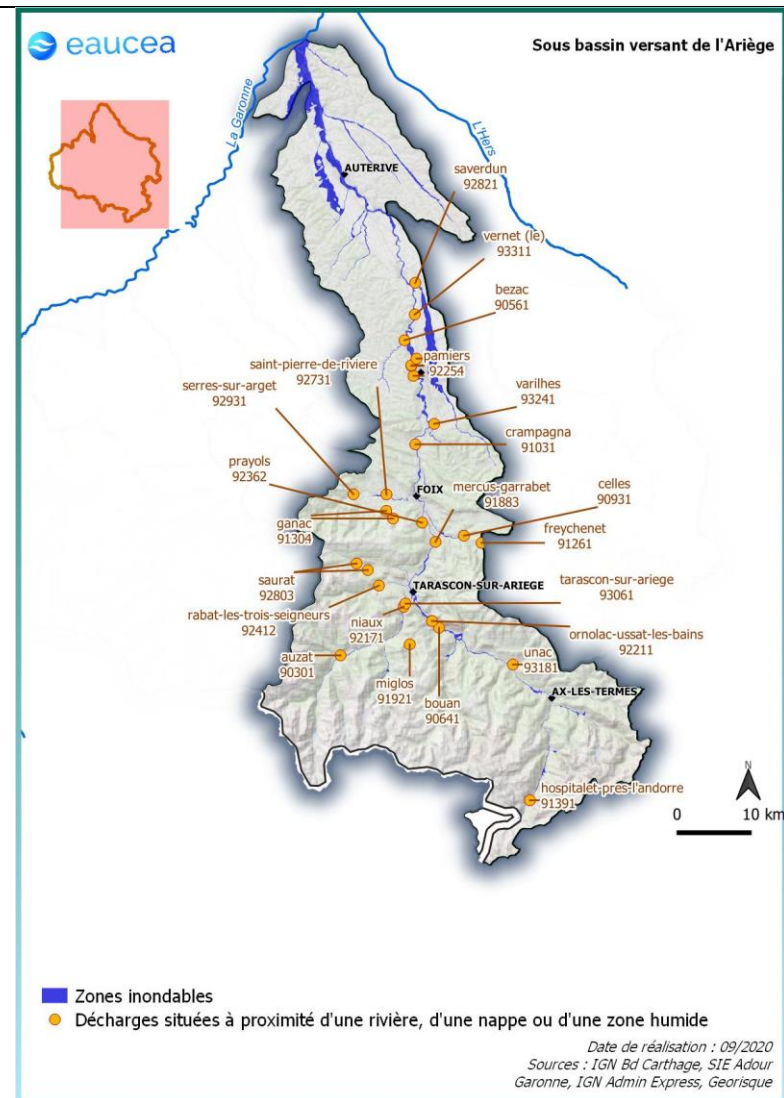 eaucea
Sous bassin versant de l'Ariège
La Garonne
L'Hers
AUTERIVE
saverdun
92821
vernet (le)
93311
bezac
90561
saint-pierre-de-riviere
92731
pamiers
92254
serres-sur-arget
92931
varilhes
93241
crampagna
91031
prayols
92362
FOIX
mercus-garrabet
91883
celles
90931
ganac
91304
freychenet
91261
saurat
92803
TARASCON-SUR-ARIEGE
tarascon-sur-ariege
93061
rabat-les-trois-seigneurs
92412
niaux
92171
ornolac-ussat-les-bains
92211
auzat
90301
unac
93181
miglos
91921
bouan
90641
AX-LES-TERMES
hospitalet-pres-l'andorre
91391
N
0 10 km
Zones inondables
Décharges situées à proximité d'une rivière, d'une nappe ou d'une zone humide
Date de réalisation : 09/2020
Sources : IGN Bd Carthage, SIE Adour
Garonne, IGN Admin Express, Georisque